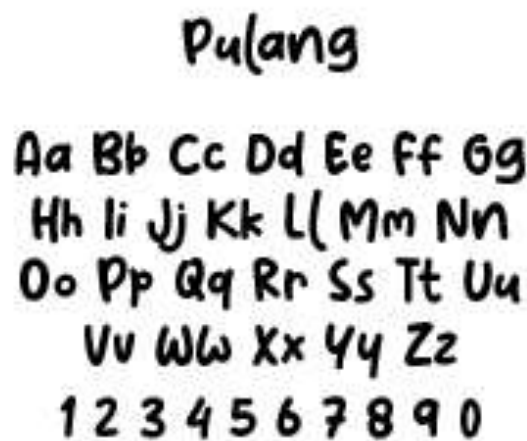 Pulang
Aa Bb Cc Dd Ee Ff Gg
Hh Ii Jj Kk Ll Mm Nn
Oo Pp Qq Rr Ss Tt Uu
Vv Ww Xx Yy Zz
1 2 3 4 5 6 7 8 9 0